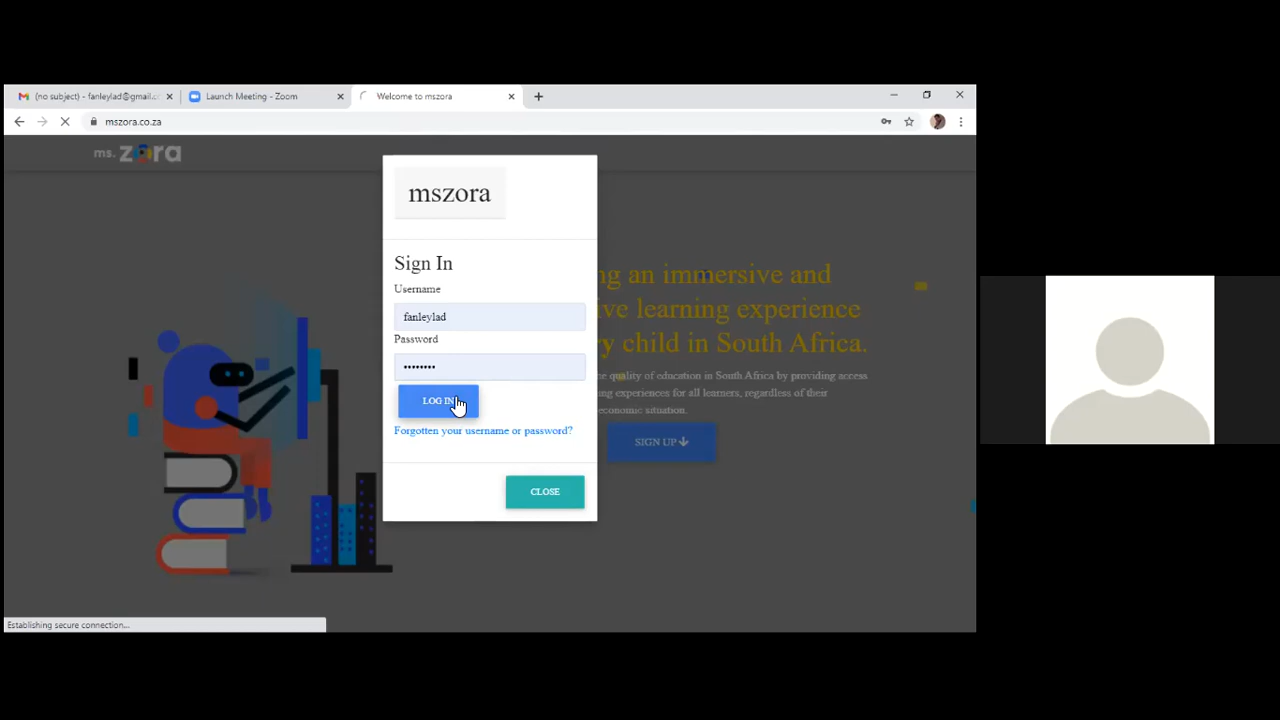 (no subject) - fanleylad@gmail.c
Launch Meeting - Zoom
Welcome to mszora
mszora.co.za
ms. zora
mszora
Sign In
Username
fanleylad
Password
••••••••
LOG IN
Forgotten your username or password?
CLOSE
ng an immersive and
ive learning experience
ry child in South Africa.
he quality of education in South Africa by providing access
ing experiences for all learners, regardless of their
economic situation.
SIGN UP
Establishing secure connection...